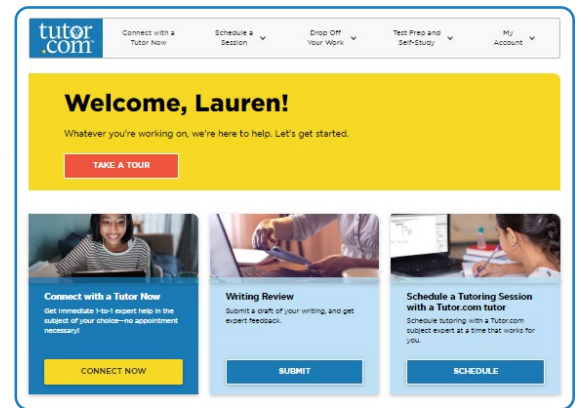 tutor
.com
Connect with a
Tutor Now
Schedule a
Session
Drop Off
Your Work
Test Prep and
Self-Study
My
Account
Welcome, Lauren!
Whatever you're working on, we're here to help. Let's get started.
TAKE A TOUR
Connect with a Tutor Now
Get immediate 1-to-1 expert help in the
subject of your choice—no appointment
necessary!
CONNECT NOW
Writing Review
Submit a draft of your writing, and get
expert feedback.
SUBMIT
Schedule a Tutoring Session
with a Tutor.com tutor
Schedule tutoring with a Tutor.com
subject expert at a time that works for
you.
SCHEDULE